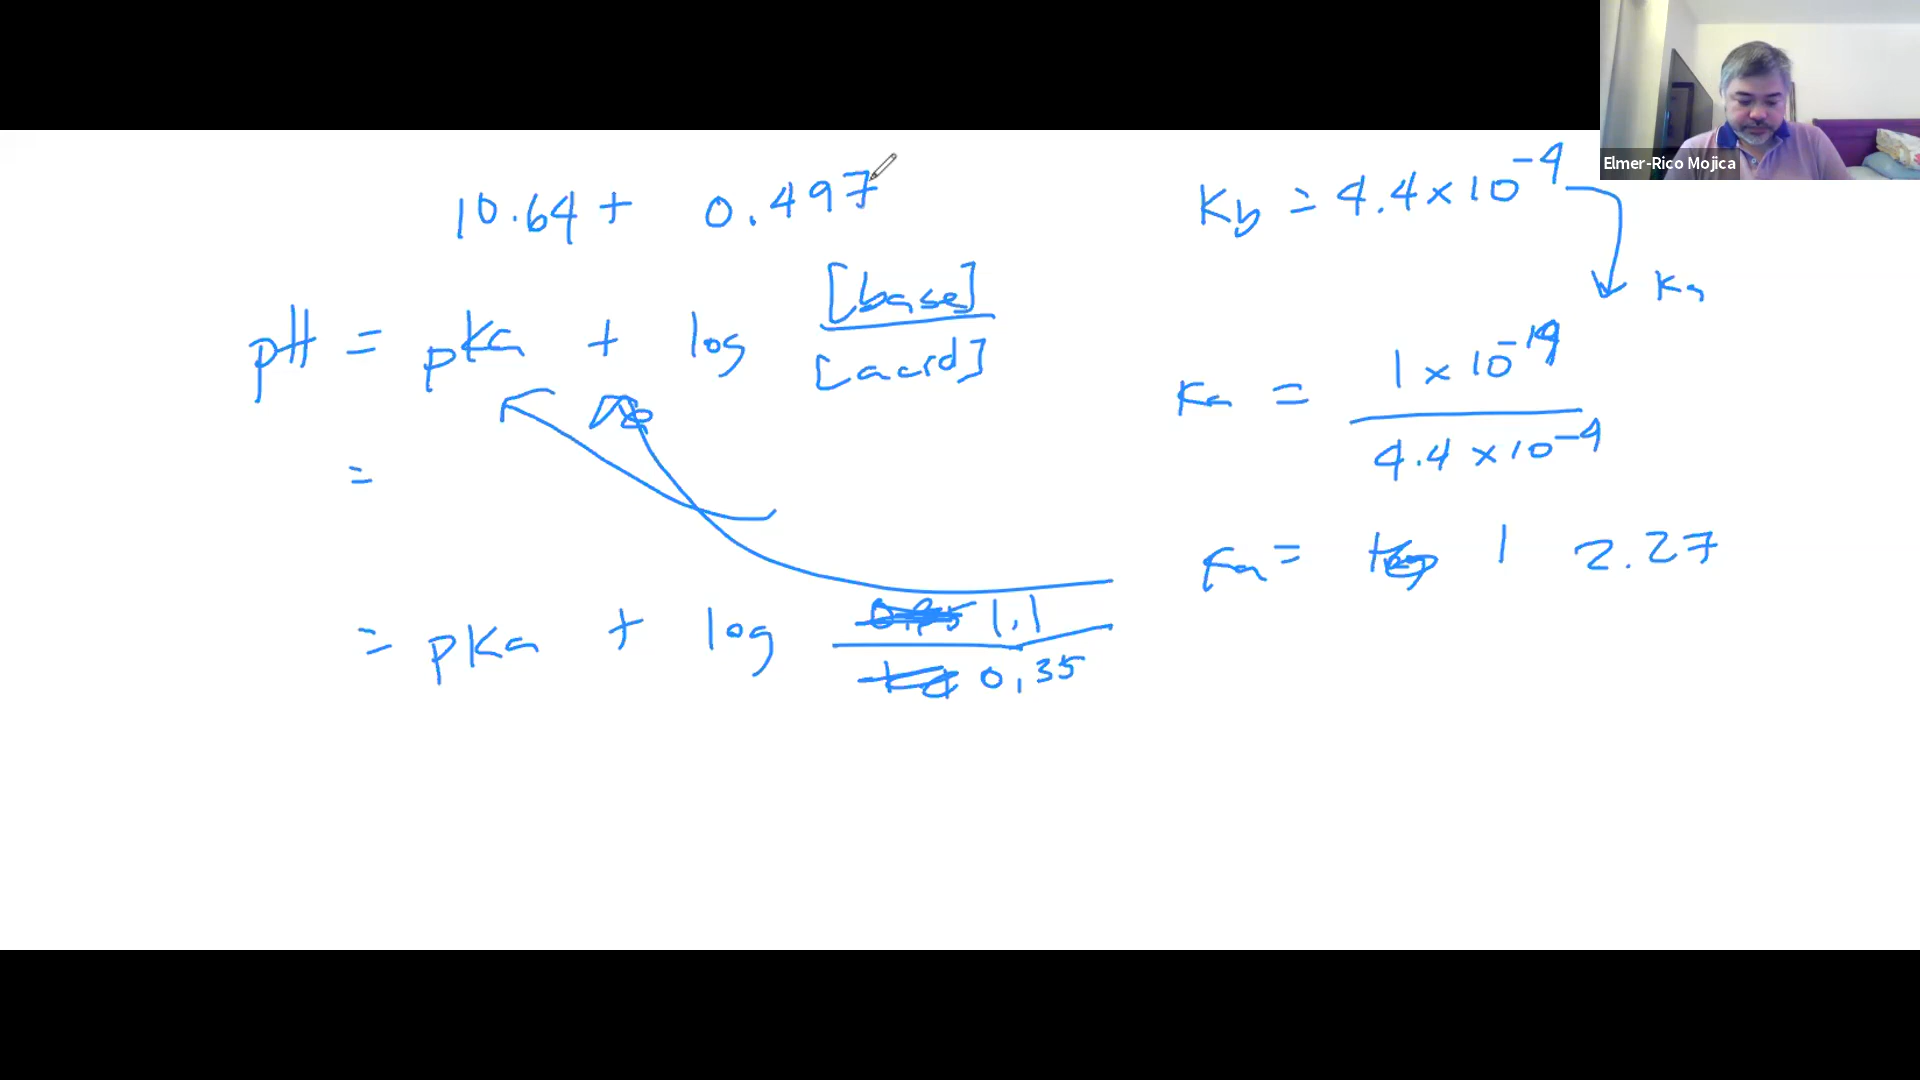 10.64 + 0.497
pH = pKa + log [base] / [acid]
=
= pKa + log 1.1 / 0.35
Kb = 4.4 x 10^-4
Ka
Ka = 1 x 10^-14 / 4.4 x 10^-4
Ka = 1 2.27
Elmer-Rico Mojica